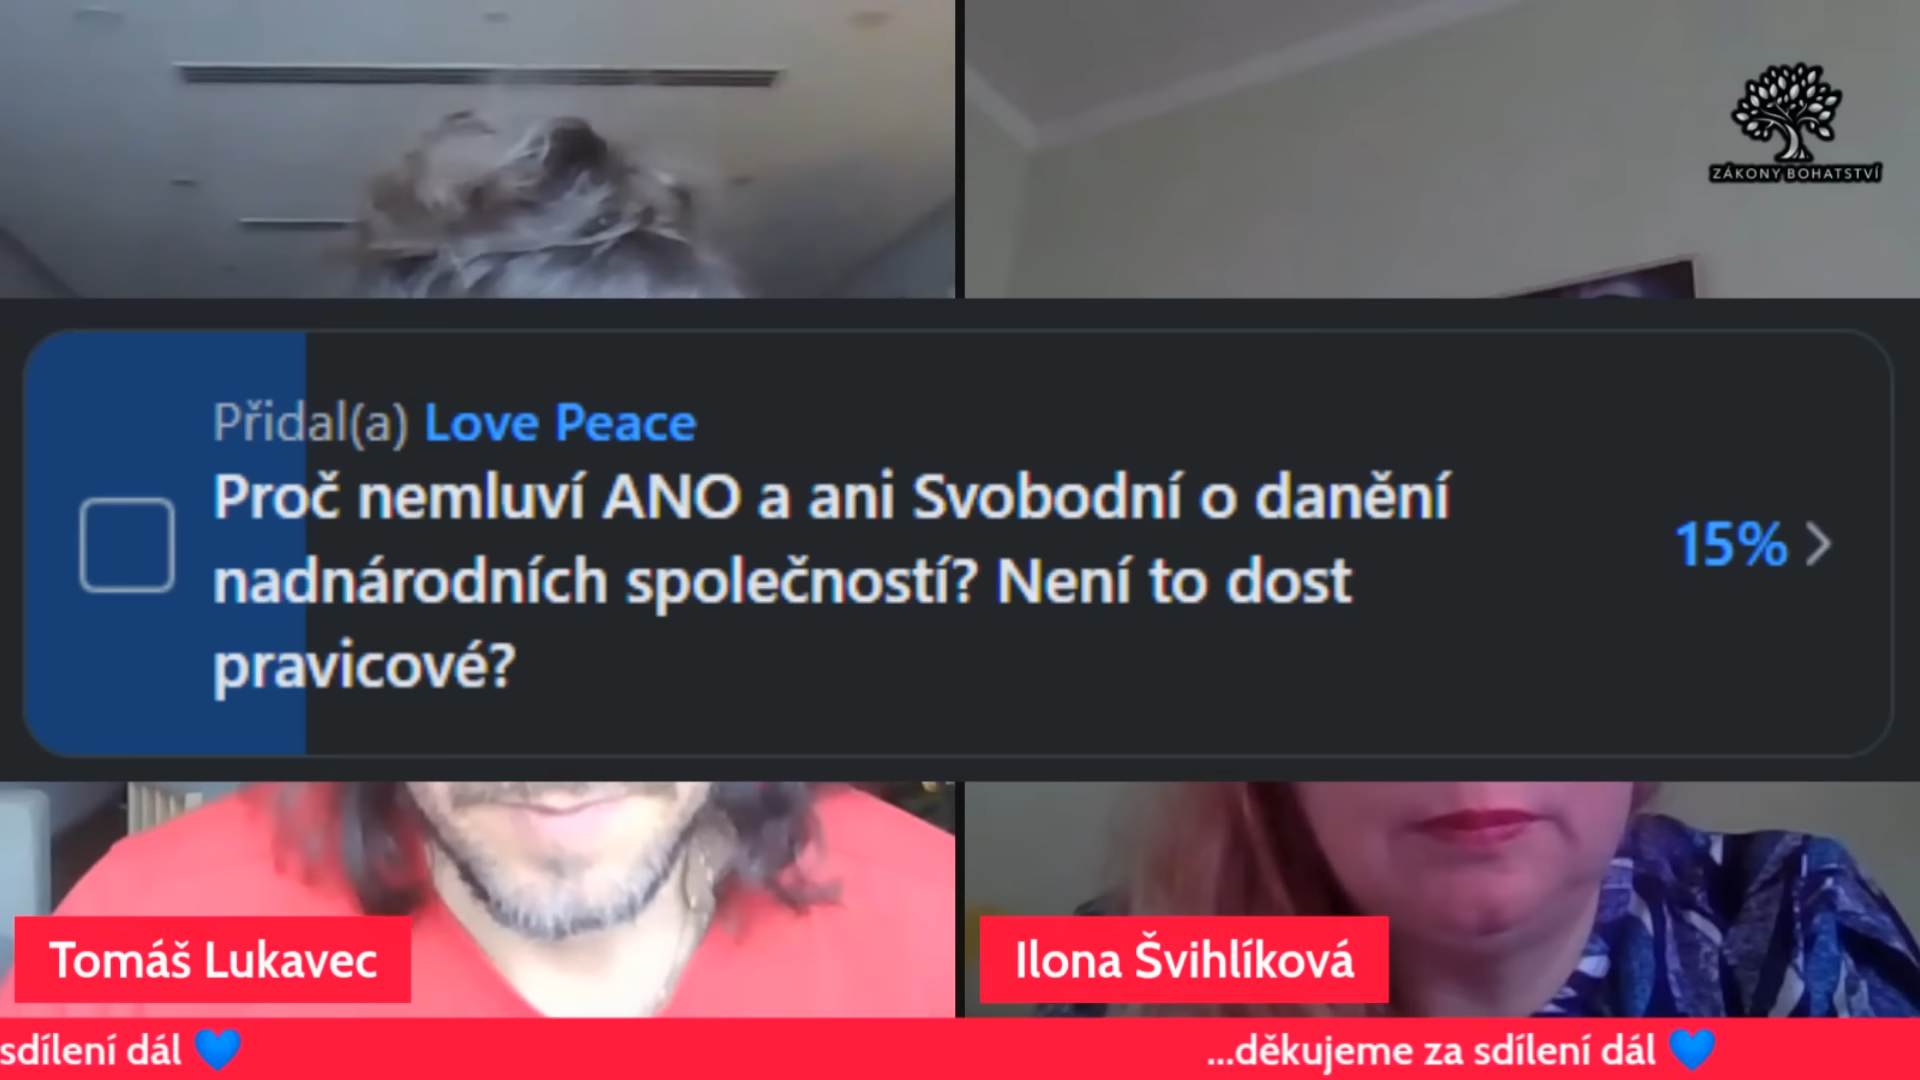 ZÁKONY BOHATSTVÍ
Přidal(a) Love Peace
Proč nemluví ANO a ani Svobodní o danění
nadnárodních společností? Není to dost
pravicové?
15%
Tomáš Lukavec
Ilona Švihlíková
sdílení dál 💙
...děkujeme za sdílení dál 💙